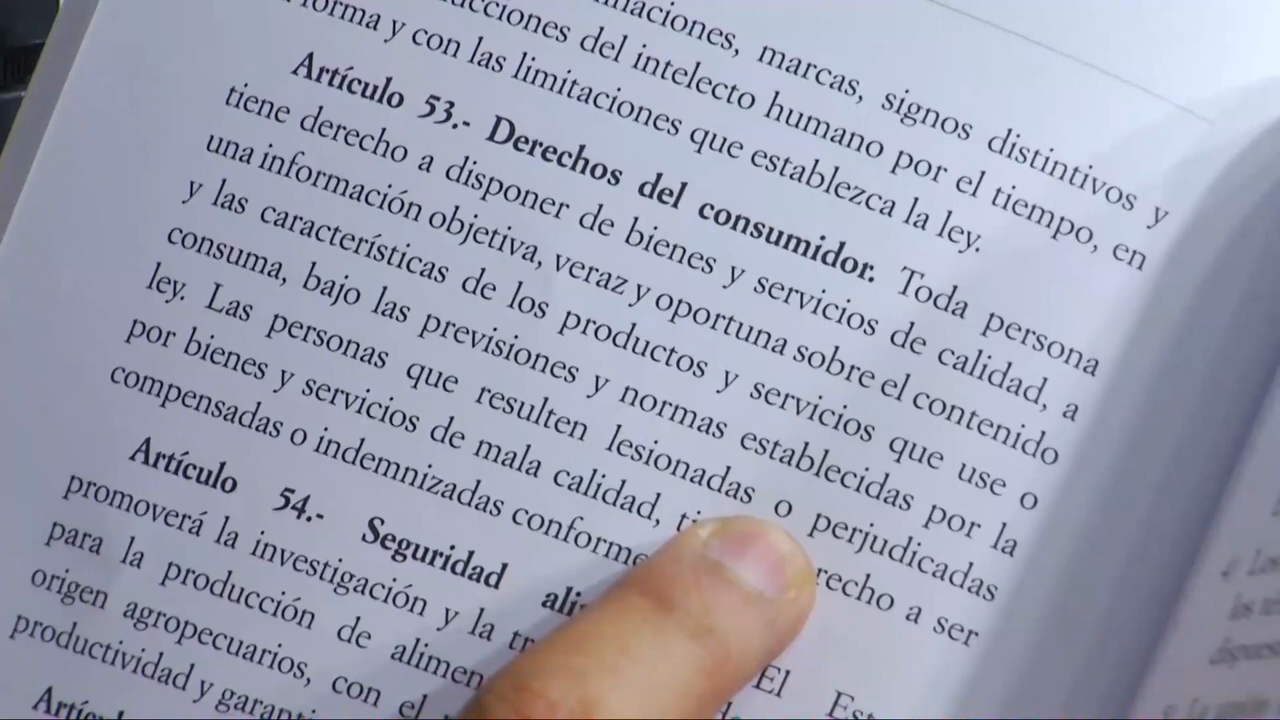 marcas, signos distintivos y
del intelecto humano por el tiempo, en
forma y con las limitaciones que establezca la ley.
Artículo 53.- Derechos del consumidor. Toda persona
tiene derecho a disponer de bienes y servicios de calidad, a
una información objetiva, veraz y oportuna sobre el contenido
y las características de los productos y servicios que use o
consuma, bajo las previsiones y normas establecidas por la
ley. Las personas que resulten lesionadas o perjudicadas
por bienes y servicios de mala calidad, a ser
compensadas o indemnizadas conforme
Artículo 54.- Seguridad El
promoverá la investigación y la
para la producción de
origen agropecuarios, con el
productividad y